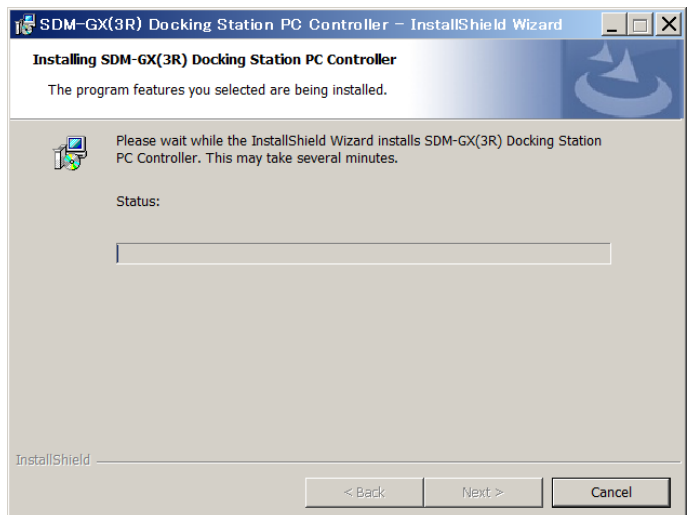 SDM-GX(3R) Docking Station PC Controller - InstallShield Wizard
Installing SDM-GX(3R) Docking Station PC Controller
The program features you selected are being installed.
Please wait while the InstallShield Wizard installs SDM-GX(3R) Docking Station
PC Controller. This may take several minutes.
Status:
InstallShield
< Back
Next >
Cancel